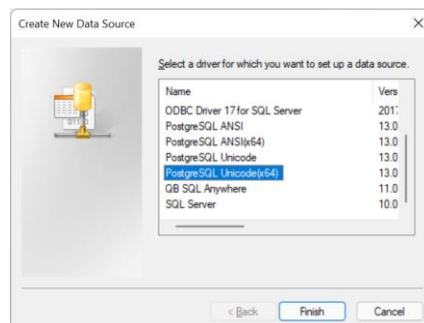 Create New Data Source
Select a driver for which you want to set up a data source.
Name Vers
ODBC Driver 17 for SQL Server 2017.
PostgreSQL ANSI 13.0
PostgreSQL ANSI(x64) 13.0
PostgreSQL Unicode 13.0
PostgreSQL Unicode(x64) 13.0
QB SQL Anywhere 11.0
SQL Server 10.0
< Back Finish Cancel